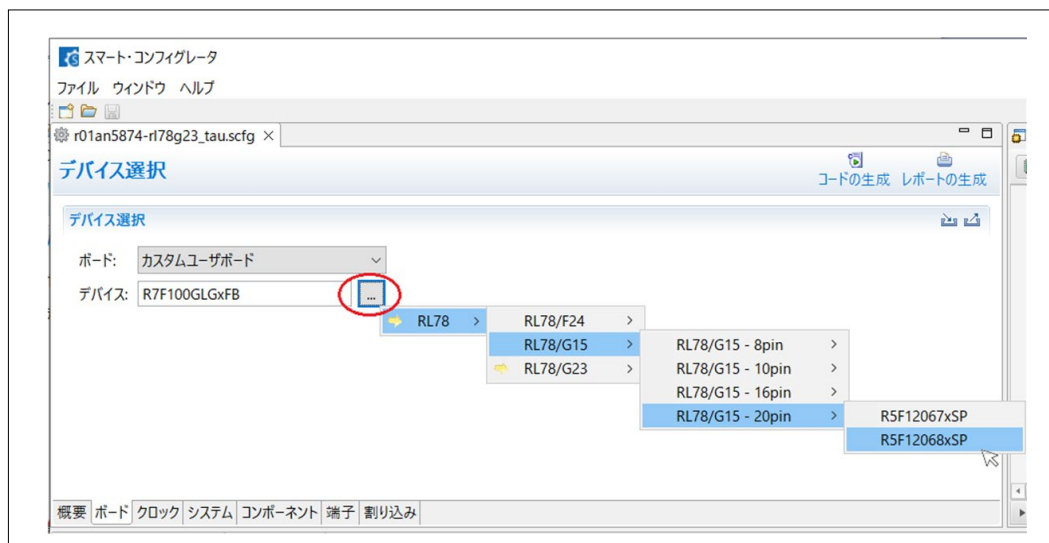 スマート・コンフィグレータ
ファイル ウィンドウ ヘルプ
r01an5874-rl78g23_tau.scfg
デバイス選択
コードの生成 レポートの生成
デバイス選択
ボード: カスタムユーザボード
デバイス: R7F100GLGxFB ...
RL78
RL78/F24
RL78/G15
RL78/G23
RL78/G15 - 8pin
RL78/G15 - 10pin
RL78/G15 - 16pin
RL78/G15 - 20pin
R5F12067xSP
R5F12068xSP
概要 ボード クロック システム コンポーネント 端子 割り込み